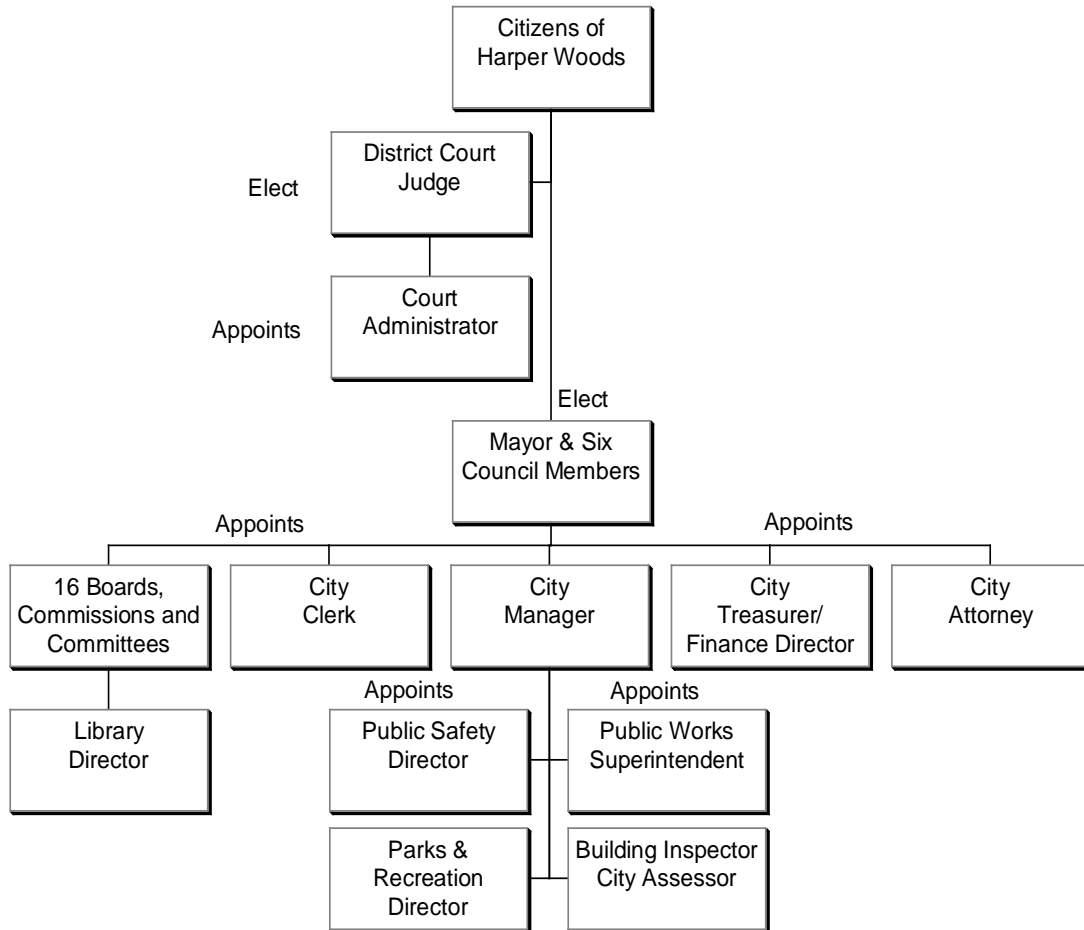 Citizens of
Harper Woods
District Court
Judge
Elect
Court
Administrator
Appoints
Elect
Mayor & Six
Council Members
Appoints
Appoints
16 Boards,
Commissions and
Committees
City
Clerk
City
Manager
City
Treasurer/
Finance Director
City
Attorney
Appoints
Appoints
Library
Director
Public Safety
Director
Public Works
Superintendent
Parks &
Recreation
Director
Building Inspector
City Assessor